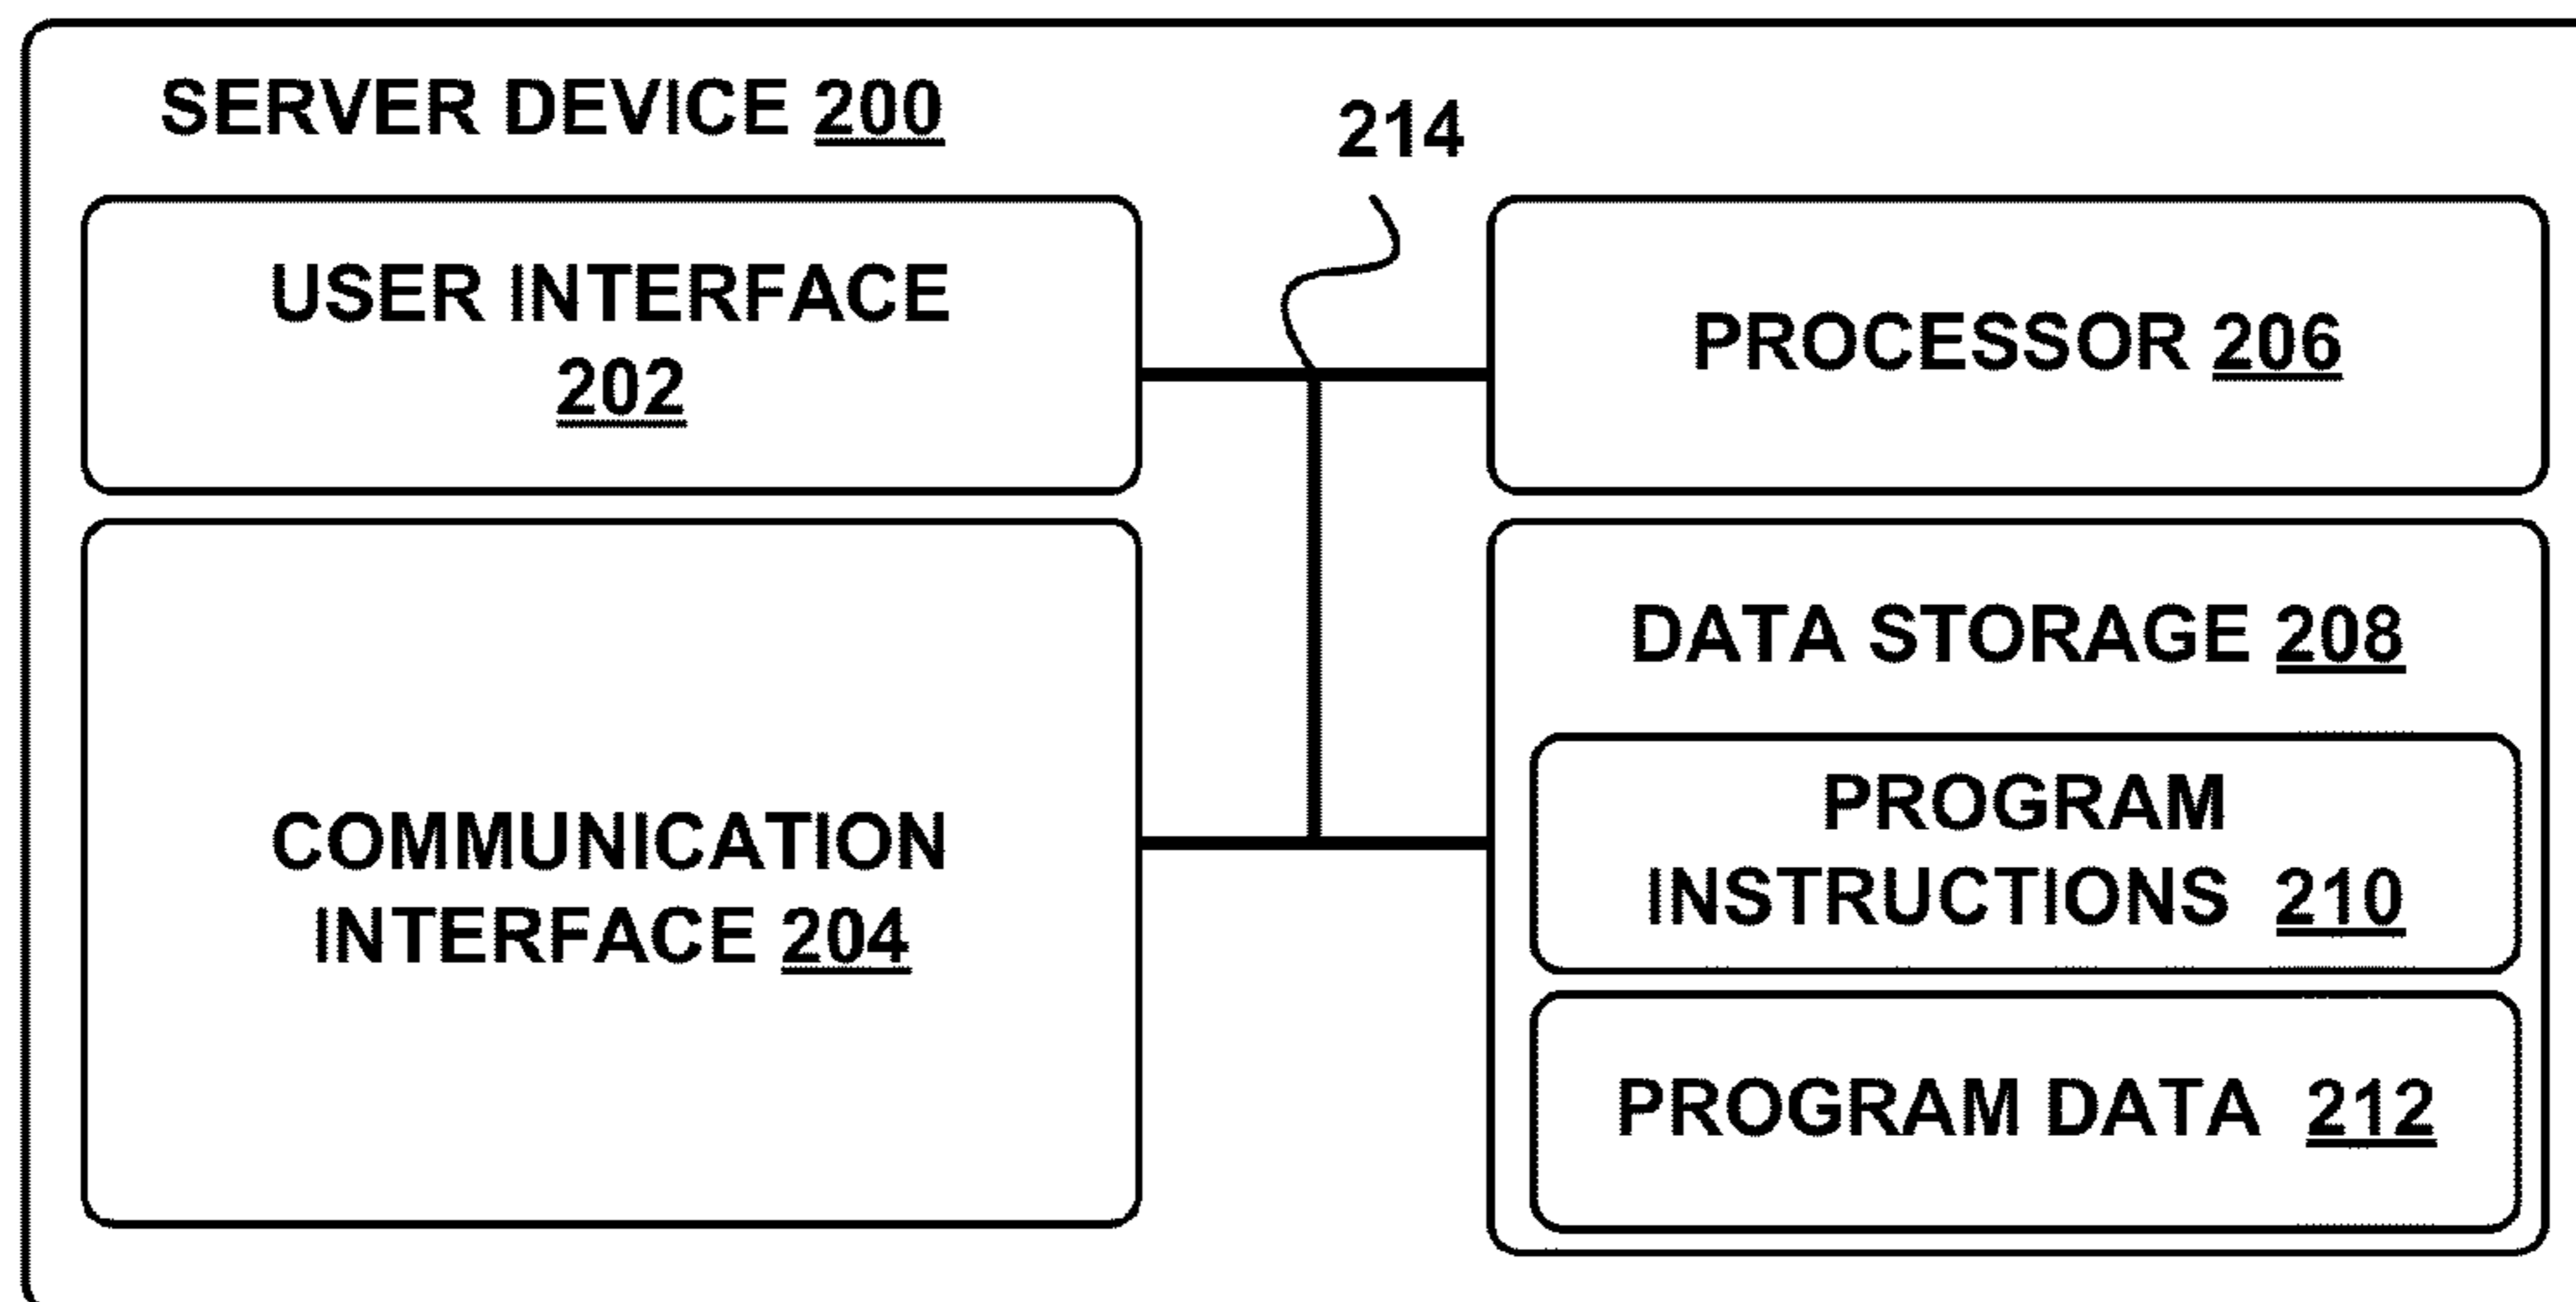 SERVER DEVICE 200
214
USER INTERFACE
202
PROCESSOR 206
COMMUNICATION
INTERFACE 204
DATA STORAGE 208
PROGRAM
INSTRUCTIONS 210
PROGRAM DATA 212